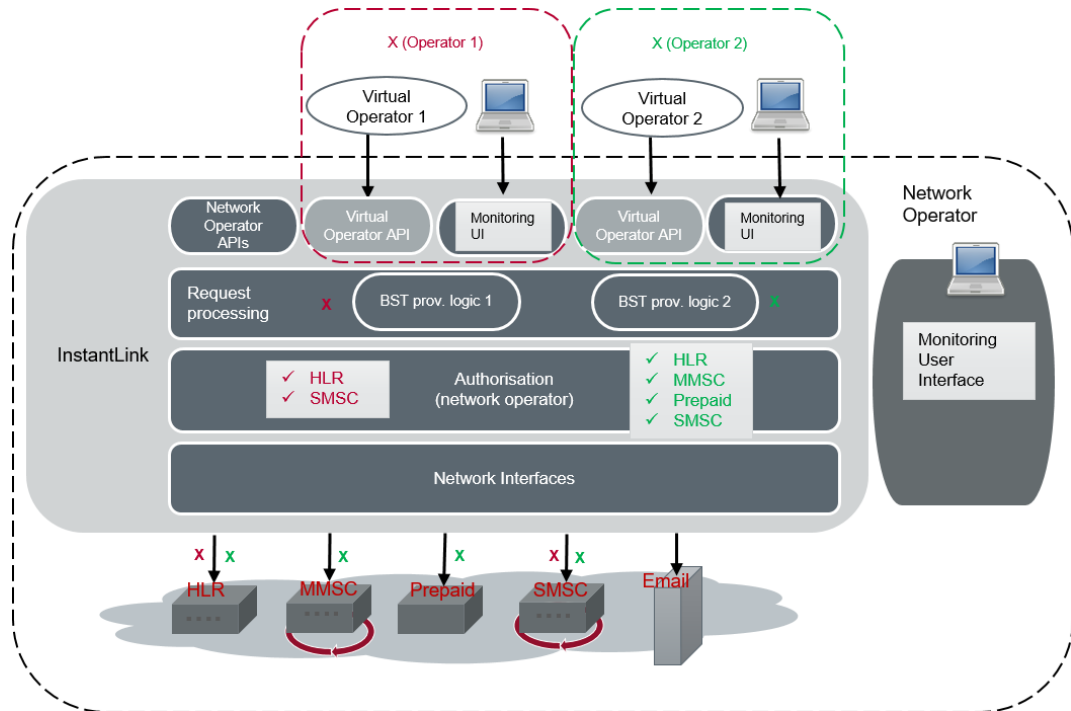 X (Operator 1)
X (Operator 2)
Virtual
Operator 1
Virtual
Operator 2
Network
Operator
APIs
Virtual
Operator API
Monitoring
UI
Virtual
Operator API
Monitoring
UI
Network
Operator
Request
processing
X
BST prov. logic 1
BST prov. logic 2
X
InstantLink
✓ HLR
✓ SMSC
Authorisation
(network operator)
✓ HLR
✓ MMSC
✓ Prepaid
✓ SMSC
Monitoring
User
Interface
Network Interfaces
X X
X
X
X X
HLR
MMSC
Prepaid
SMSC
Email